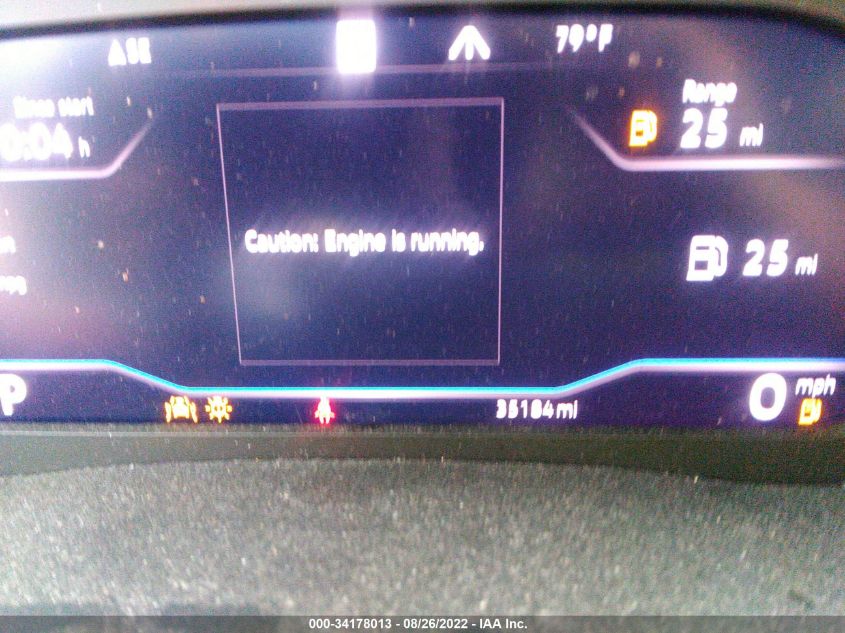 SE
79°F
Since start
0:04 h
Range
25 mi
Caution: Engine is running.
25 mi
P
35184 mi
0 mph
000-34178013 - 08/26/2022 - IAA Inc.